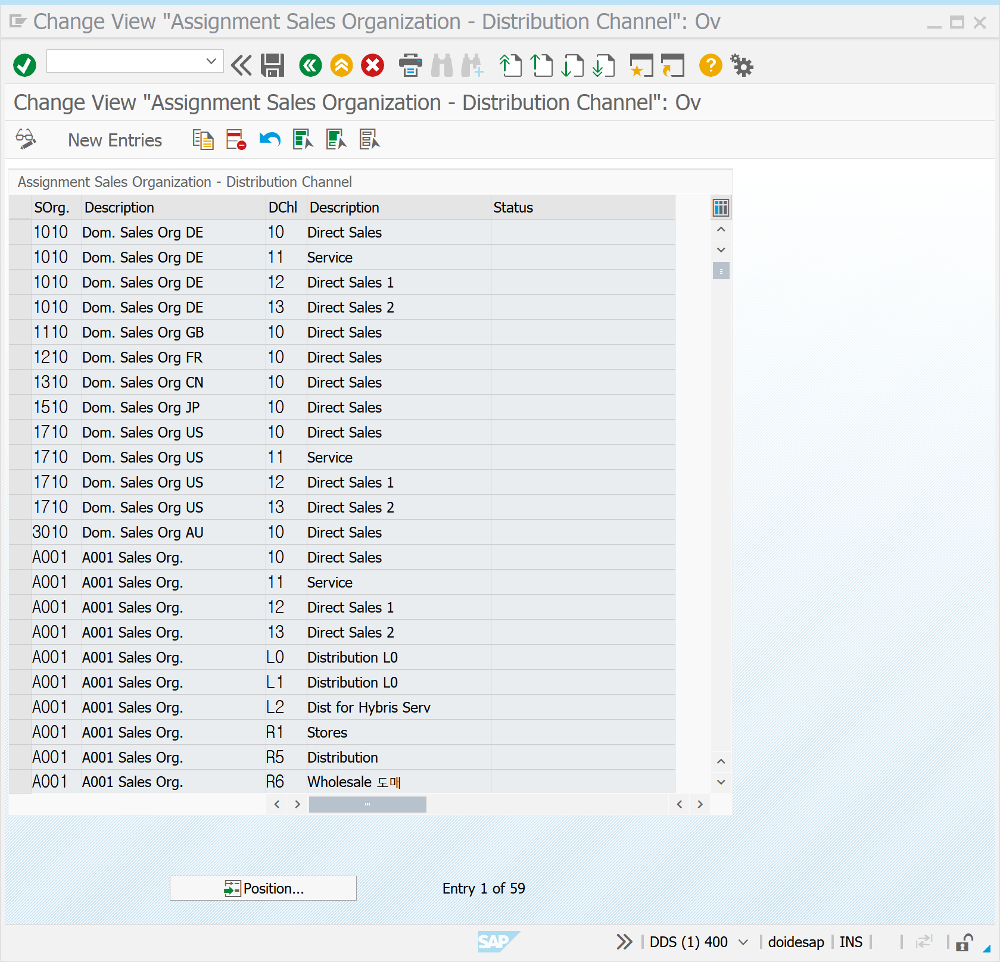 Change View "Assignment Sales Organization - Distribution Channel": Ov
Change View "Assignment Sales Organization - Distribution Channel": Ov
New Entries
Assignment Sales Organization - Distribution Channel
SOrg. Description DChl Description Status
1010 Dom. Sales Org DE 10 Direct Sales
1010 Dom. Sales Org DE 11 Service
1010 Dom. Sales Org DE 12 Direct Sales 1
1010 Dom. Sales Org DE 13 Direct Sales 2
1110 Dom. Sales Org GB 10 Direct Sales
1210 Dom. Sales Org FR 10 Direct Sales
1310 Dom. Sales Org CN 10 Direct Sales
1510 Dom. Sales Org JP 10 Direct Sales
1710 Dom. Sales Org US 10 Direct Sales
1710 Dom. Sales Org US 11 Service
1710 Dom. Sales Org US 12 Direct Sales 1
1710 Dom. Sales Org US 13 Direct Sales 2
3010 Dom. Sales Org AU 10 Direct Sales
A001 A001 Sales Org. 10 Direct Sales
A001 A001 Sales Org. 11 Service
A001 A001 Sales Org. 12 Direct Sales 1
A001 A001 Sales Org. 13 Direct Sales 2
A001 A001 Sales Org. L0 Distribution L0
A001 A001 Sales Org. L1 Distribution L0
A001 A001 Sales Org. L2 Dist for Hybris Serv
A001 A001 Sales Org. R1 Stores
A001 A001 Sales Org. R5 Distribution
A001 A001 Sales Org. R6 Wholesale 도매
Position... Entry 1 of 59
SAP DDS (1) 400 doidesap INS